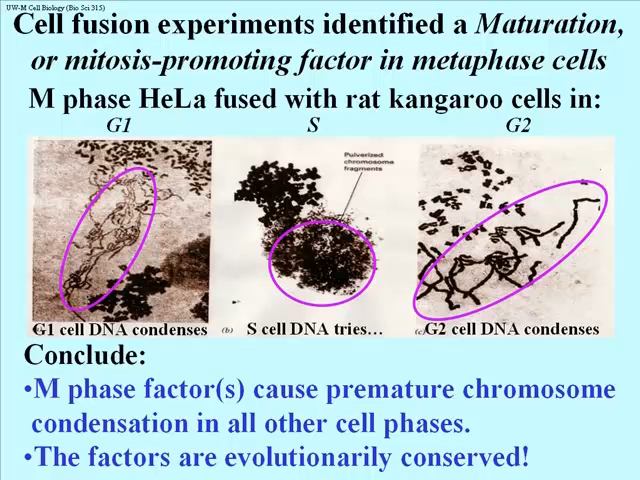 UW-M Cell Biology (Bio Sci 315)
Cell fusion experiments identified a Maturation,
or mitosis-promoting factor in metaphase cells
M phase HeLa fused with rat kangaroo cells in:
G1 S G2
Pulverized
chromosome
fragments
G1 cell DNA condenses (b) S cell DNA tries… (c) G2 cell DNA condenses
Conclude:
•M phase factor(s) cause premature chromosome
condensation in all other cell phases.
•The factors are evolutionarily conserved!